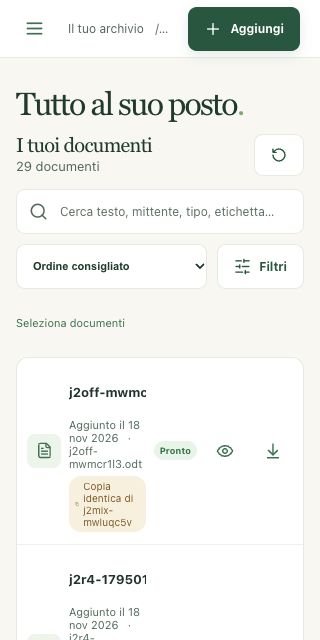 Il tuo archivio /...
Aggiungi
Tutto al suo posto.
I tuoi documenti
29 documenti
Cerca testo, mittente, tipo, etichetta...
Ordine consigliato
Filtri
Seleziona documenti
j2off-mwmc
Aggiunto il 18
nov 2026 ·
j2off-
mwmcr1l3.odt
Pronto
Copia
identica di
j2mix-
mwluqc5v
j2r4-179501
Aggiunto il 18
nov 2026 ·
j2r4-